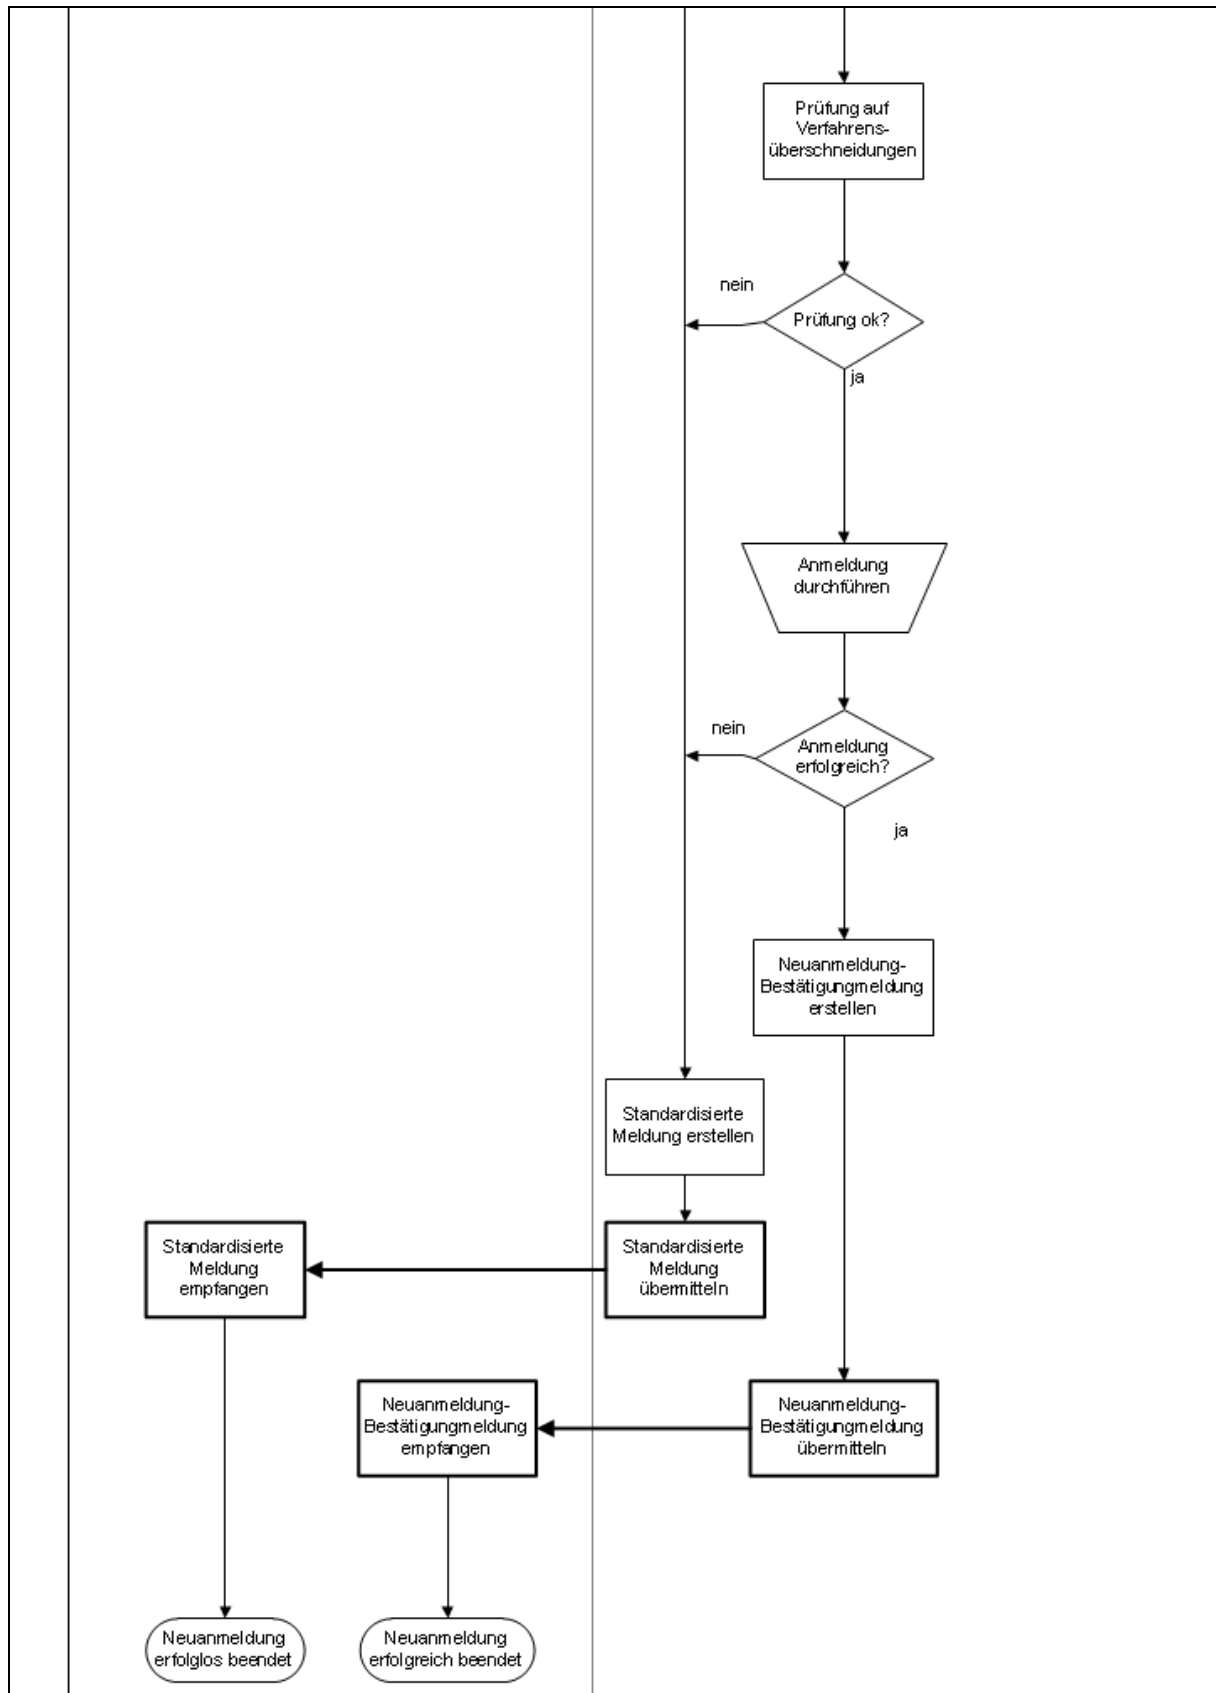 Prüfung auf
Verfahrens-
überschneidungen
nein
Prüfung ok?
ja
Anmeldung
durchführen
nein
Anmeldung
erfolgreich?
ja
Neuanmeldung-
Bestätigungmeldung
erstellen
Standardisierte
Meldung erstellen
Standardisierte
Meldung
empfangen
Standardisierte
Meldung
übermitteln
Neuanmeldung-
Bestätigungmeldung
empfangen
Neuanmeldung-
Bestätigungmeldung
übermitteln
Neuanmeldung
erfolglos beendet
Neuanmeldung
erfolgreich beendet